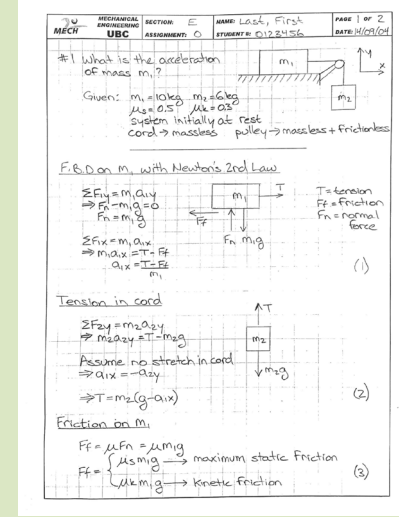 MECH
MECHANICAL ENGINEERING UBC
SECTION: E
ASSIGNMENT: 0
NAME: Last, First
STUDENT #: 0123456
PAGE 1 OF 2
DATE: 14/09/04
#1 What is the acceleration
of mass m₁?
m₁
y
x
m₂
Given: m₁=10kg m₂=6kg
μs=0.5 μk=0.3
system initially at rest
cord → massless pulley → massless + frictionless
F.B.D on m₁ with Newton's 2nd Law
ΣF₁y=m₁a₁y
⇒ Fn-m₁g=0
Fn=m₁g
m₁
T
Ff
Fn m₁g
T=tension
Ff=friction
Fn=normal
force
ΣF₁x=m₁a₁x
⇒ m₁a₁x=T-Ff
a₁x=T-Ff
m₁
(1)
Tension in cord
ΣF₂y=m₂a₂y
⇒ m₂a₂y=T-m₂g
Assume no stretch in cord
⇒ a₁x=-a₂y
⇒ T=m₂(g-a₁x)
T
m₂
m₂g
(2)
Friction on m₁
Ff=μFn=μm₁g
Ff= { μsm₁g → maximum static friction
μkm₁g → kinetic friction
(3)